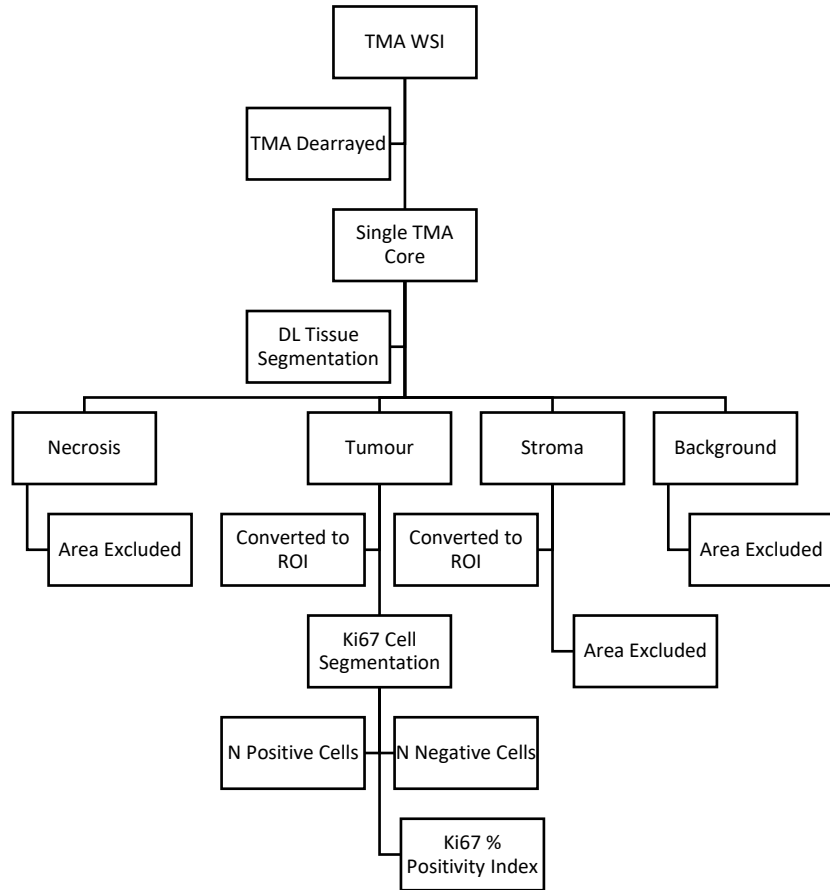 TMA WSI
TMA Dearrayed
Single TMA
Core
DL Tissue
Segmentation
Necrosis
Tumour
Stroma
Background
Area Excluded
Converted to
ROI
Converted to
ROI
Area Excluded
Ki67 Cell
Segmentation
Area Excluded
N Positive Cells
N Negative Cells
Ki67 %
Positivity Index